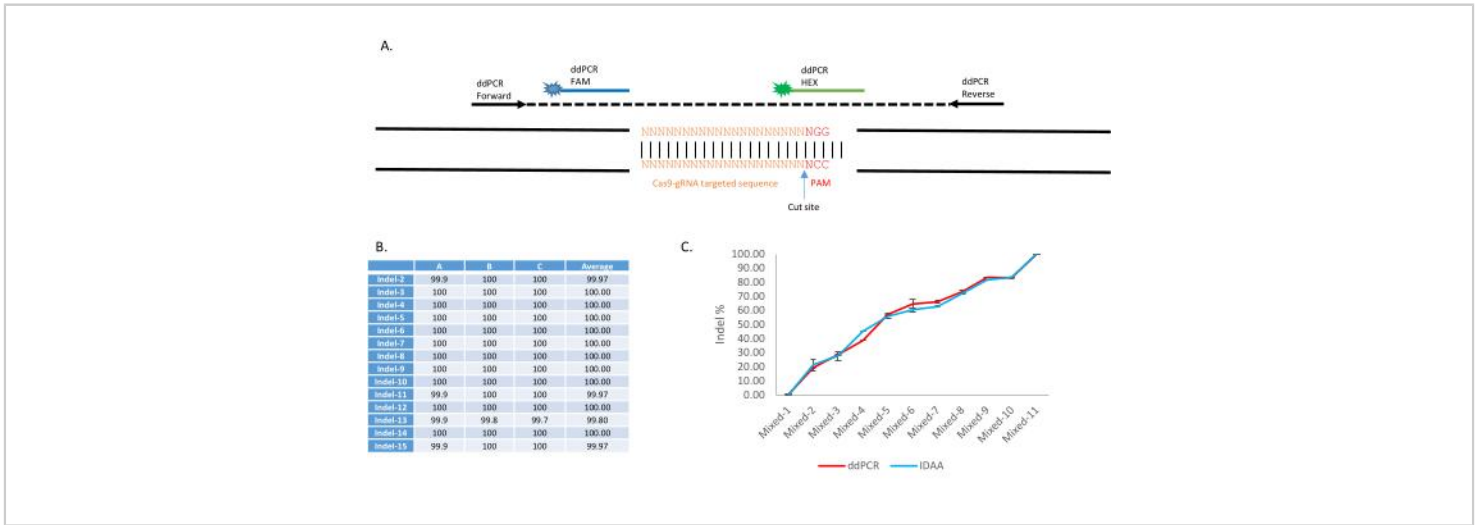 A.
ddPCR
FAM
ddPCR
HEX
ddPCR
Forward
ddPCR
Reverse
NNNNNNNNNNNNNNNNNNNNNGG
NNNNNNNNNNNNNNNNNNNNNCC
Cas9-gRNA targeted sequence PAM
Cut site
B.
A B C Average
Indel-2 99.9 100 100 99.97
Indel-3 100 100 100 100.00
Indel-4 100 100 100 100.00
Indel-5 100 100 100 100.00
Indel-6 100 100 100 100.00
Indel-7 100 100 100 100.00
Indel-8 100 100 100 100.00
Indel-9 100 100 100 100.00
Indel-10 100 100 100 100.00
Indel-11 99.9 100 100 99.97
Indel-12 100 100 100 100.00
Indel-13 99.9 99.8 99.7 99.80
Indel-14 100 100 100 100.00
Indel-15 99.9 100 100 99.97
C.
Indel %
100.00
90.00
80.00
70.00
60.00
50.00
40.00
30.00
20.00
10.00
0.00
Mixed-1
Mixed-2
Mixed-3
Mixed-4
Mixed-5
Mixed-6
Mixed-7
Mixed-8
Mixed-9
Mixed-10
Mixed-11
ddPCR IDAA